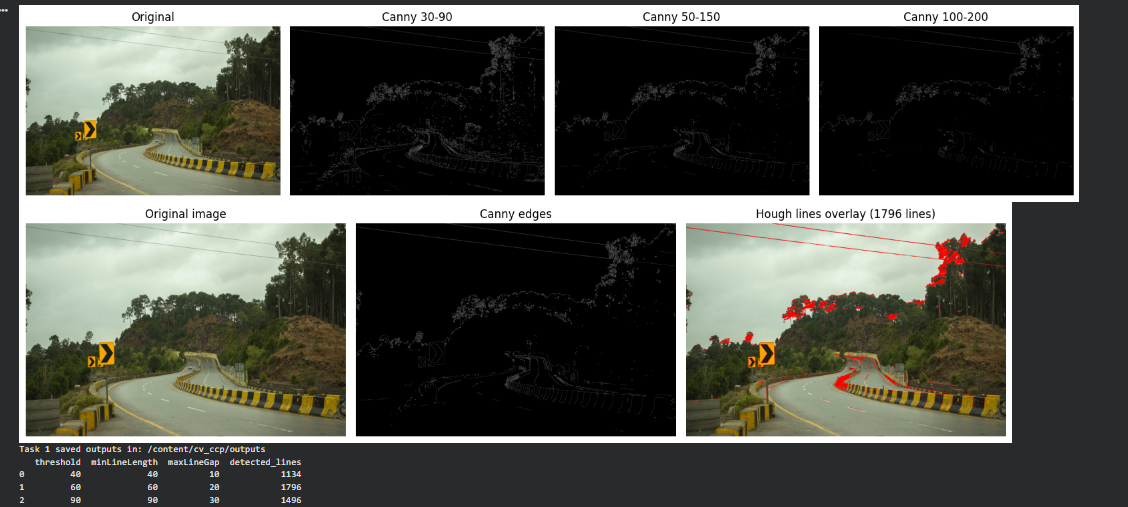 Original Canny 30-90 Canny 50-150 Canny 100-200
Original image Canny edges Hough lines overlay (1796 lines)
Task 1 saved outputs in: /content/cv_ccp/outputs
threshold minLineLength maxLineGap detected_lines
0 40 40 10 1134
1 60 60 20 1796
2 90 90 30 1496